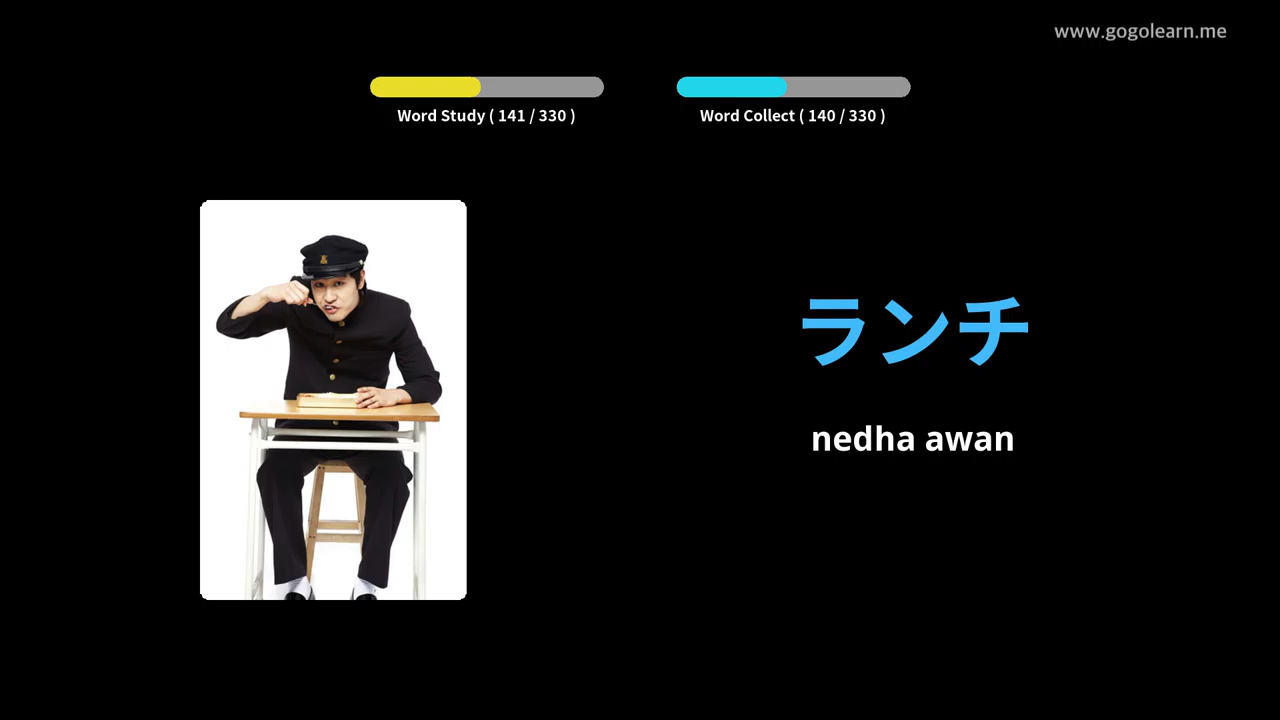 www.gogolearn.me
Word Study ( 141 / 330 )
Word Collect ( 140 / 330 )
ランチ
nedha awan